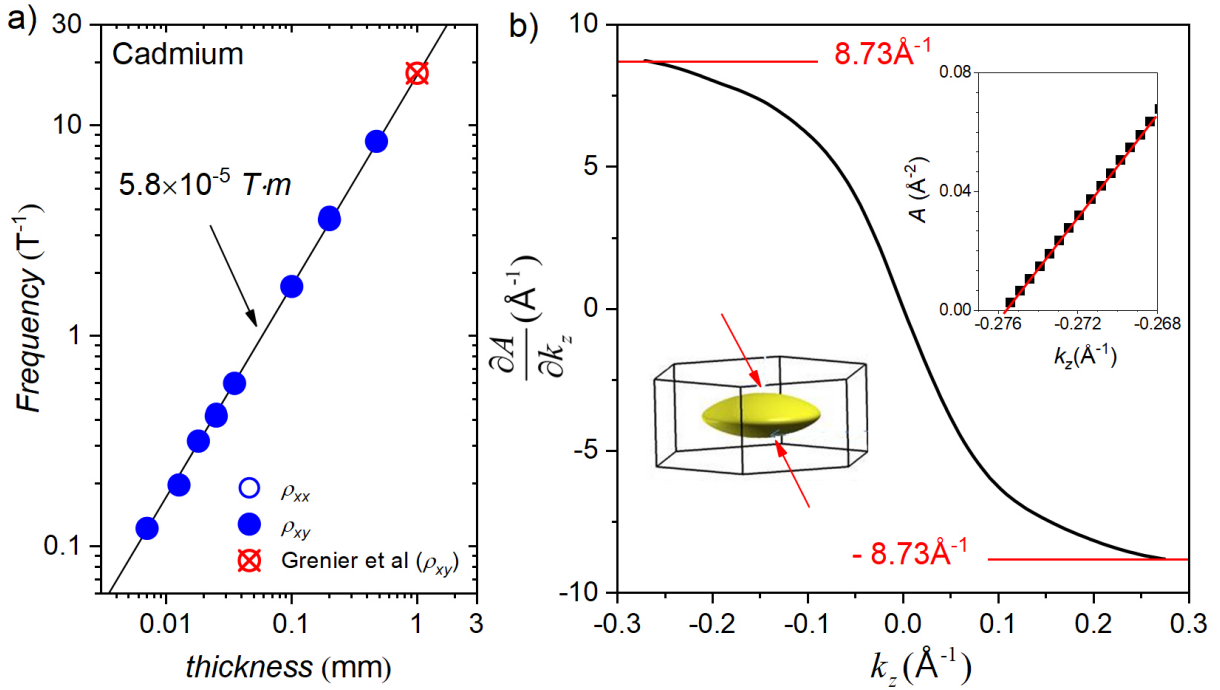 a)
Cadmium
5.8×10⁻⁵ T·m
Frequency (T⁻¹)
30
10
1
0.1
ρxx
ρxy
Grenier et al (ρxy)
0.01
0.1
1
3
thickness (mm)
b)
8.73Å⁻¹
- 8.73Å⁻¹
∂A
∂kz
(Å⁻¹)
10
5
0
-5
-10
-0.3
-0.2
-0.1
0.0
0.1
0.2
0.3
kz (Å⁻¹)
0.08
0.04
0.00
A (Å⁻²)
-0.276
-0.272
-0.268
kz(Å⁻¹)